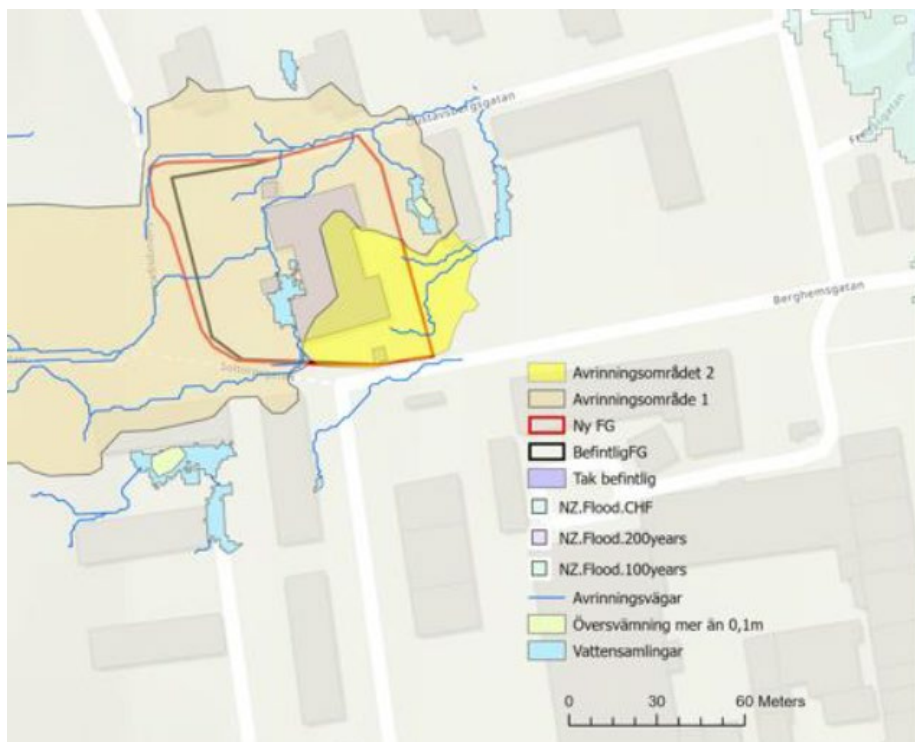 Gustavsbergsgatan
Berghemsgatan
Avrinningsområdet 2
Avrinningsområde 1
Ny FG
BefintligFG
Tak befintlig
NZ.Flood.CHF
NZ.Flood.200years
NZ.Flood.100years
Avrinningsvägar
Översvämning mer än 0,1m
Vattensamlingar
0 30 60 Meters